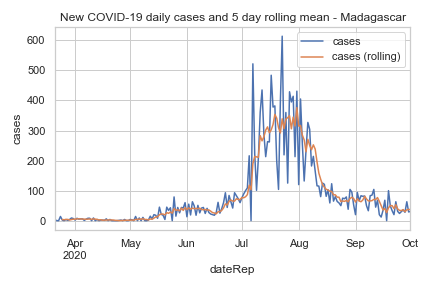 New COVID-19 daily cases and 5 day rolling mean - Madagascar
cases
cases (rolling)
600
500
400
300
200
100
0
cases
Apr
2020
May
Jun
Jul
Aug
Sep
Oct
dateRep